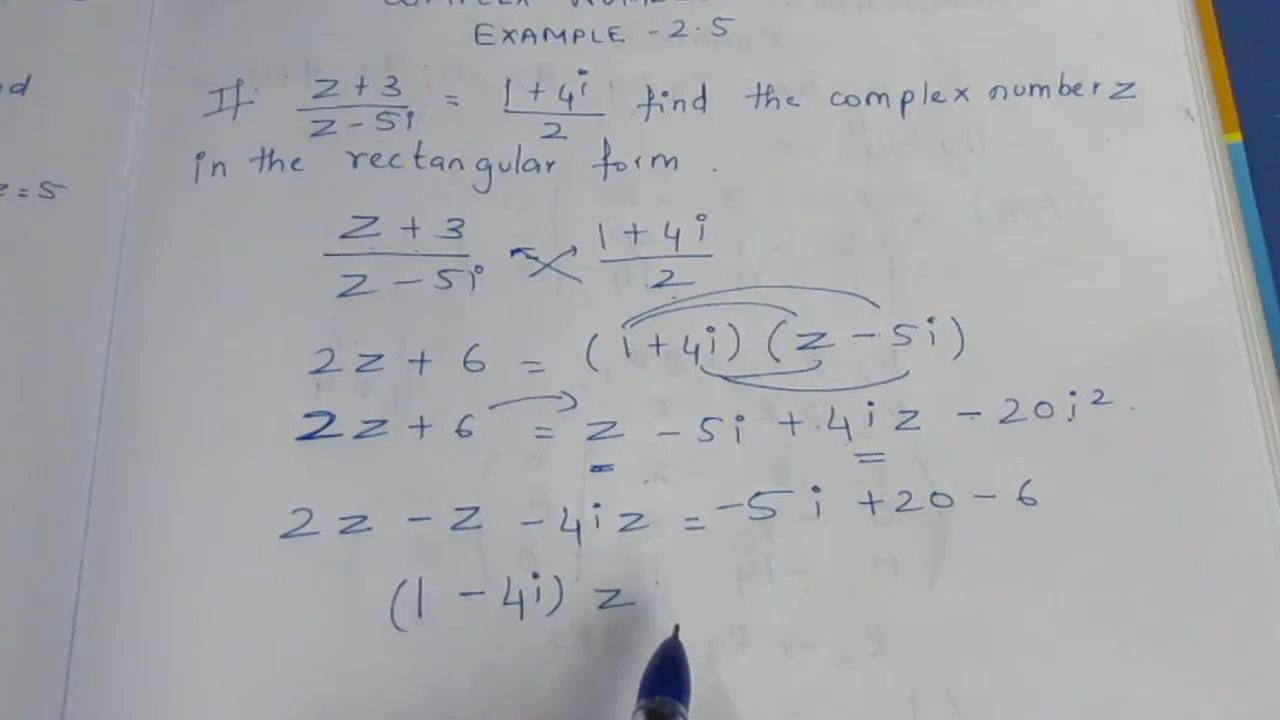 EXAMPLE - 2.5
nd
If z+3/z-5i = 1+4i/2 find the complex number z
in the rectangular form.
z=5
z+3/z-5i 1+4i/2
2z+6 = (1+4i)(z-5i)
2z+6 = z-5i+4iz-20i².
2z-z-4iz = -5i+20-6
(1-4i)z